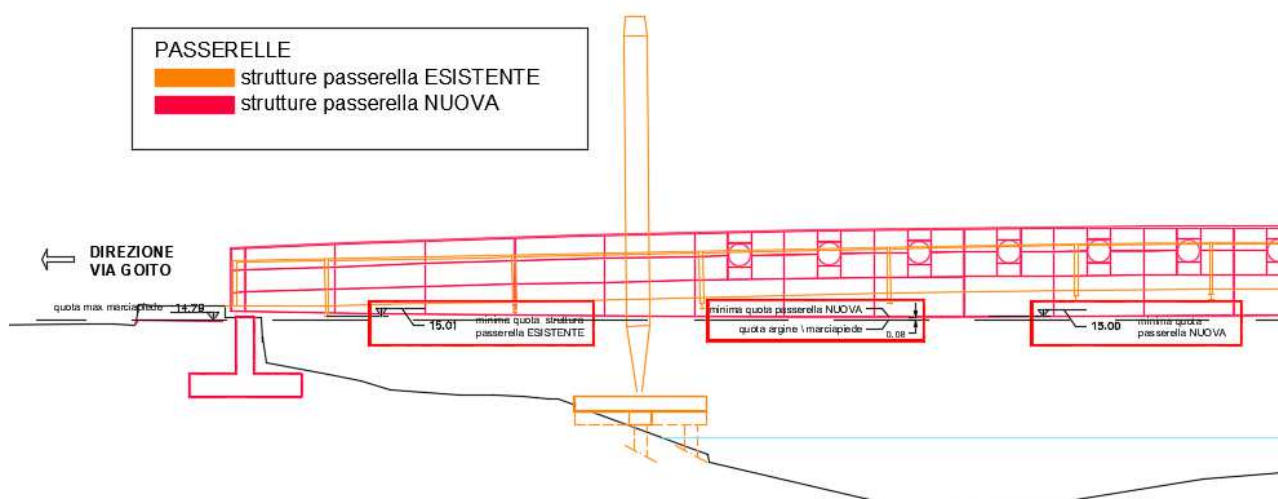 PASSERELLE
strutture passerella ESISTENTE
strutture passerella NUOVA
DIREZIONE
VIA GOITO
quota max marciapiede
14.79
15.01
minima quota struttura
passerella ESISTENTE
minima quota passerella NUOVA
quota argine \ marciapiede
0.08
15.00
minima quota
passerella NUOVA